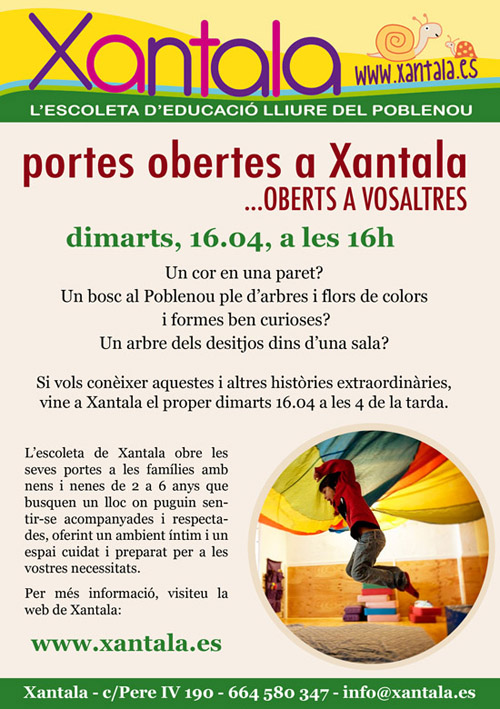 Xantala
www.xantala.es
L'ESCOLETA D'EDUCACIÓ LLIURE DEL POBLENOU
portes obertes a Xantala
...OBERTS A VOSALTRES
dimarts, 16.04, a les 16h
Un cor en una paret?
Un bosc al Poblenou ple d'arbres i flors de colors
i formes ben curioses?
Un arbre dels desitjos dins d'una sala?
Si vols conèixer aquestes i altres històries extraordinàries,
vine a Xantala el proper dimarts 16.04 a les 4 de la tarda.
L'escoleta de Xantala obre les
seves portes a les famílies amb
nens i nenes de 2 a 6 anys que
busquen un lloc on puguin sen-
tir-se acompanyades i respecta-
des, oferint un ambient íntim i un
espai cuidat i preparat per a les
vostres necessitats.
Per més informació, visiteu la
web de Xantala:
www.xantala.es
Xantala - c/Pere IV 190 - 664 580 347 - info@xantala.es